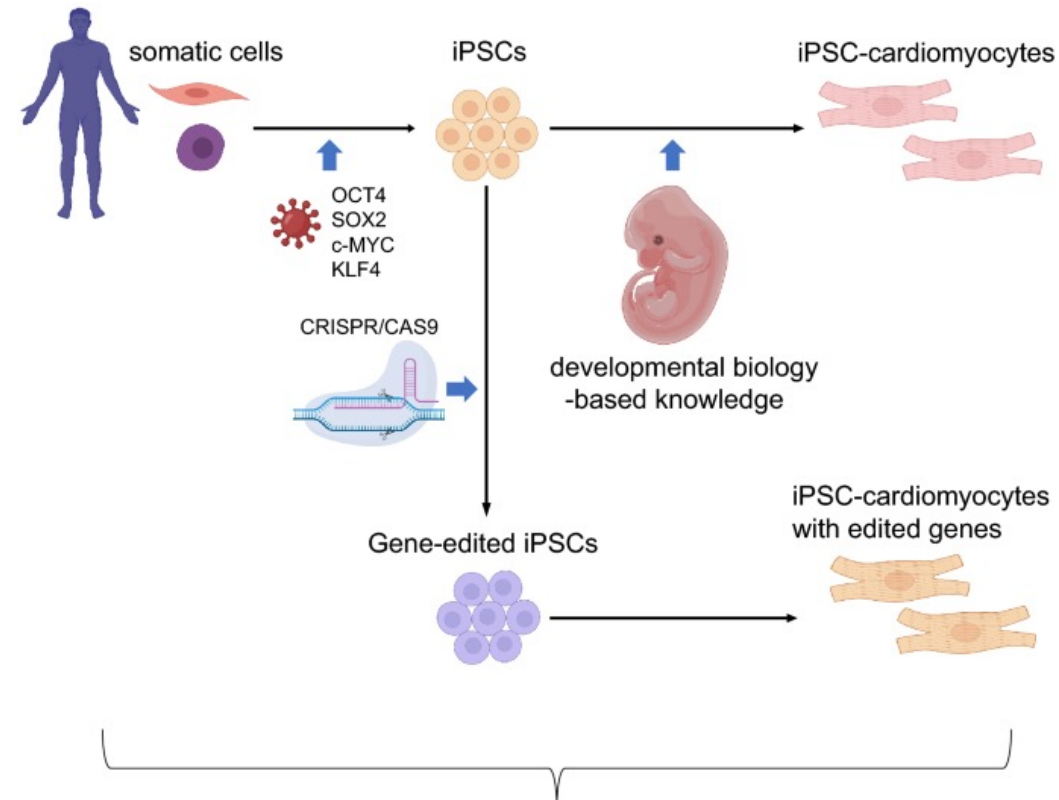 somatic cells
iPSCs
iPSC-cardiomyocytes
OCT4
SOX2
c-MYC
KLF4
CRISPR/CAS9
developmental biology
-based knowledge
Gene-edited iPSCs
iPSC-cardiomyocytes
with edited genes